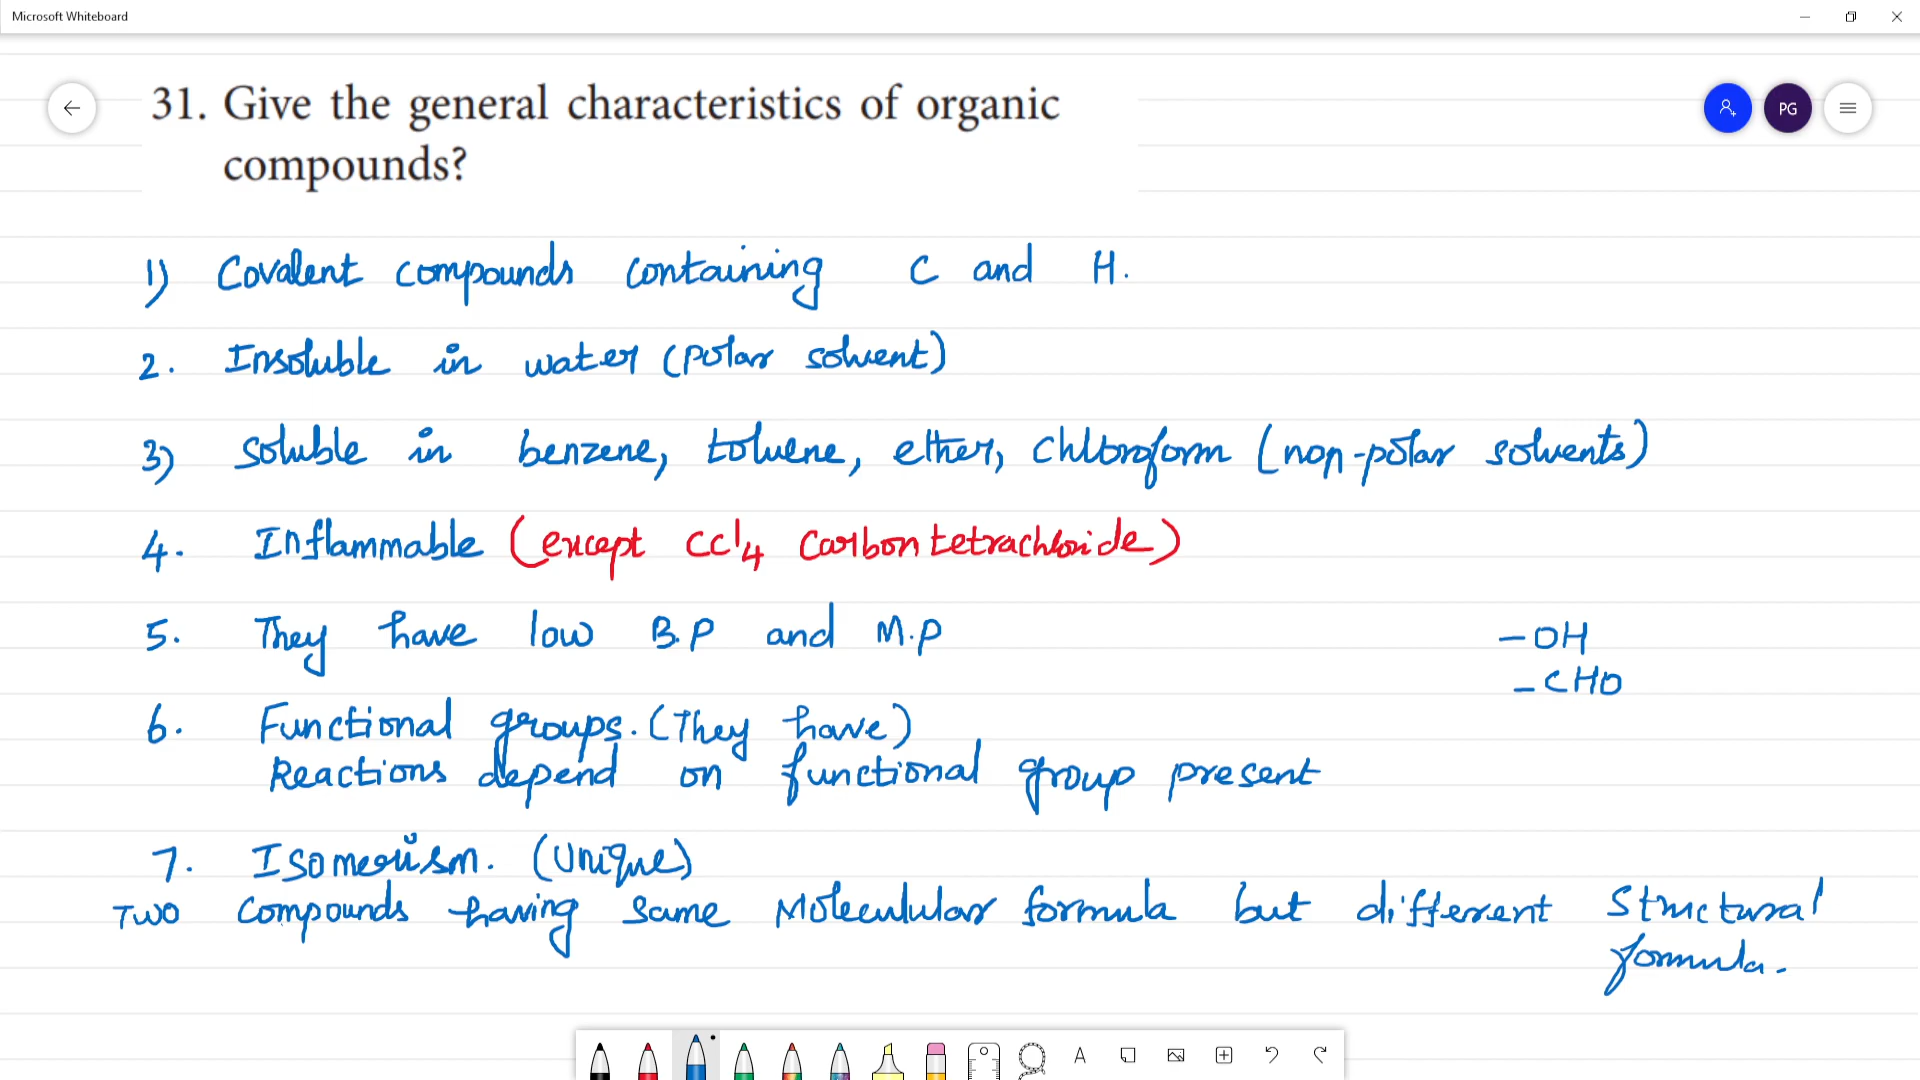 Microsoft Whiteboard
31. Give the general characteristics of organic
compounds?
PG
1) Covalent compounds containing C and H.
2. Insoluble in water (polar solvent)
3) Soluble in benzene, toluene, ether, chloroform (non-polar solvents)
4. Inflammable (except CCl4 Carbon tetrachloride)
5. They have low B.P and M.P
-OH
-CHO
6. Functional groups. (They have)
Reactions depend on functional group present
7. Isomerism. (Unique)
Two compounds having same Molecular formula but different Structural
formula.
A